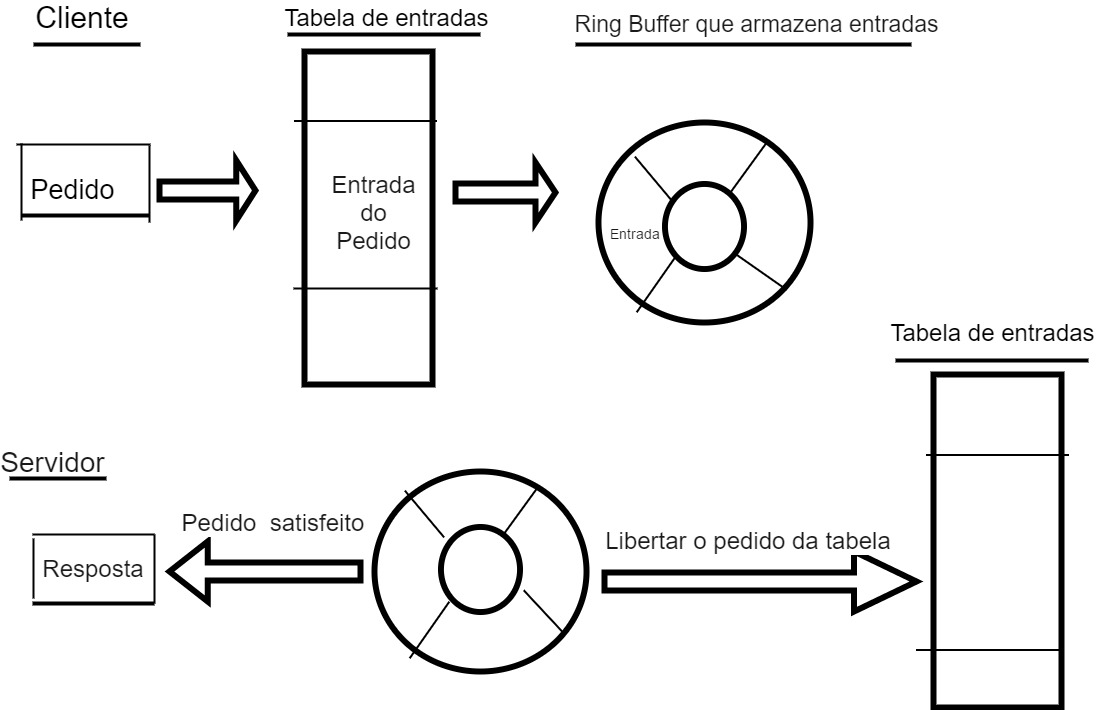 Cliente
Tabela de entradas
Ring Buffer que armazena entradas
Pedido
Entrada
do
Pedido
Entrada
Tabela de entradas
Servidor
Pedido satisfeito
Libertar o pedido da tabela
Resposta